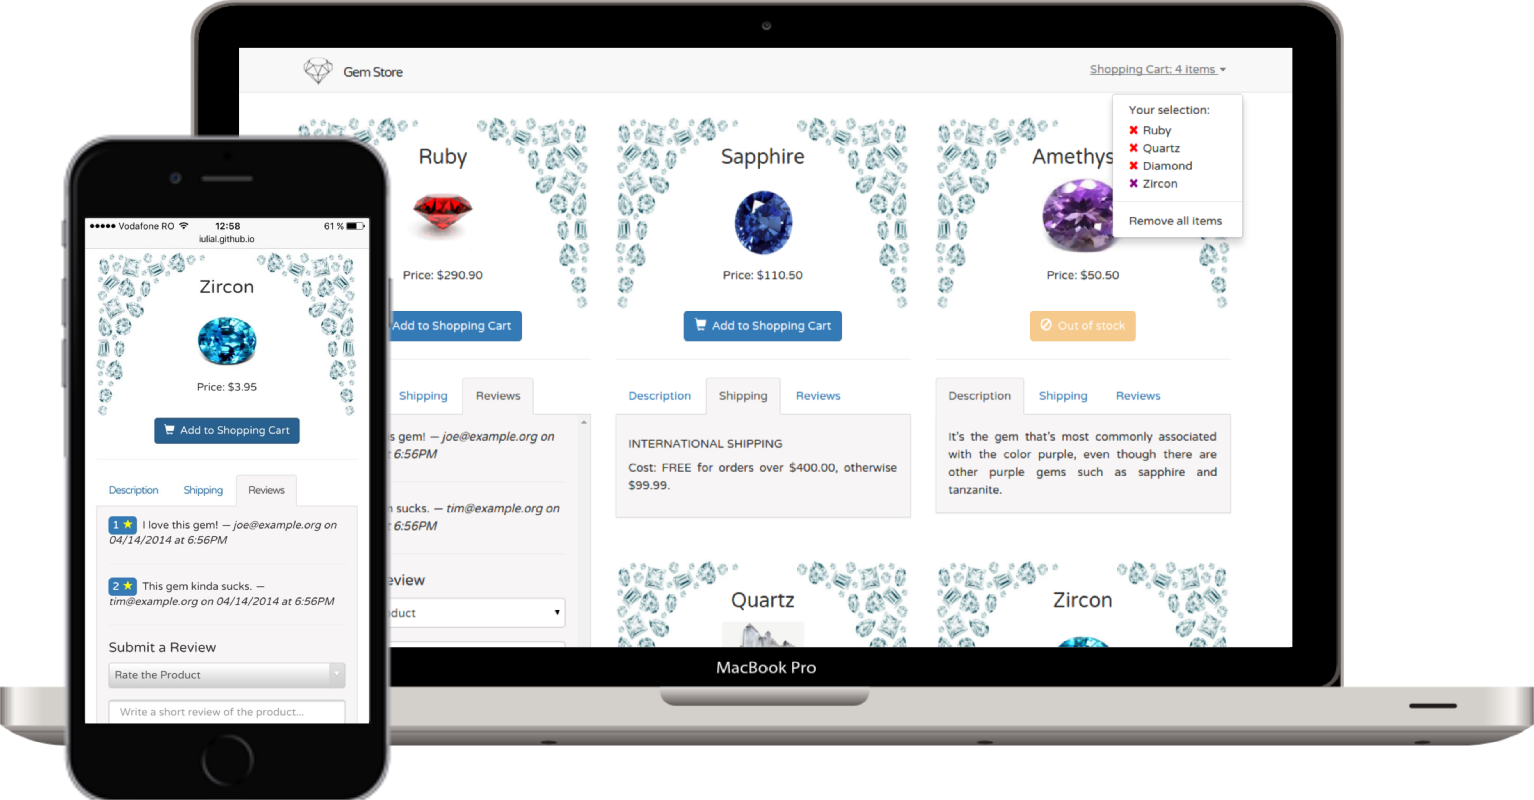 Gem Store
Shopping Cart: 4 items
Your selection:
✖ Ruby
✖ Quartz
✖ Diamond
✖ Zircon
Remove all items
Ruby
Price: $290.90
Add to Shopping Cart
Shipping
Reviews
s gem! — joe@example.org on
6:56PM
sucks. — tim@example.org on
6:56PM
eview
duct
Sapphire
Price: $110.50
Add to Shopping Cart
Description
Shipping
Reviews
INTERNATIONAL SHIPPING
Cost: FREE for orders over $400.00, otherwise
$99.99.
Amethys
Price: $50.50
Out of stock
Description
Shipping
Reviews
It's the gem that's most commonly associated
with the color purple, even though there are
other purple gems such as sapphire and
tanzanite.
Quartz
Zircon
MacBook Pro
Vodafone RO
12:58
61 %
iulial.github.io
Zircon
Price: $3.95
Add to Shopping Cart
Description
Shipping
Reviews
1 ★ I love this gem! — joe@example.org on
04/14/2014 at 6:56PM
2 ★ This gem kinda sucks. —
tim@example.org on 04/14/2014 at 6:56PM
Submit a Review
Rate the Product
Write a short review of the product...